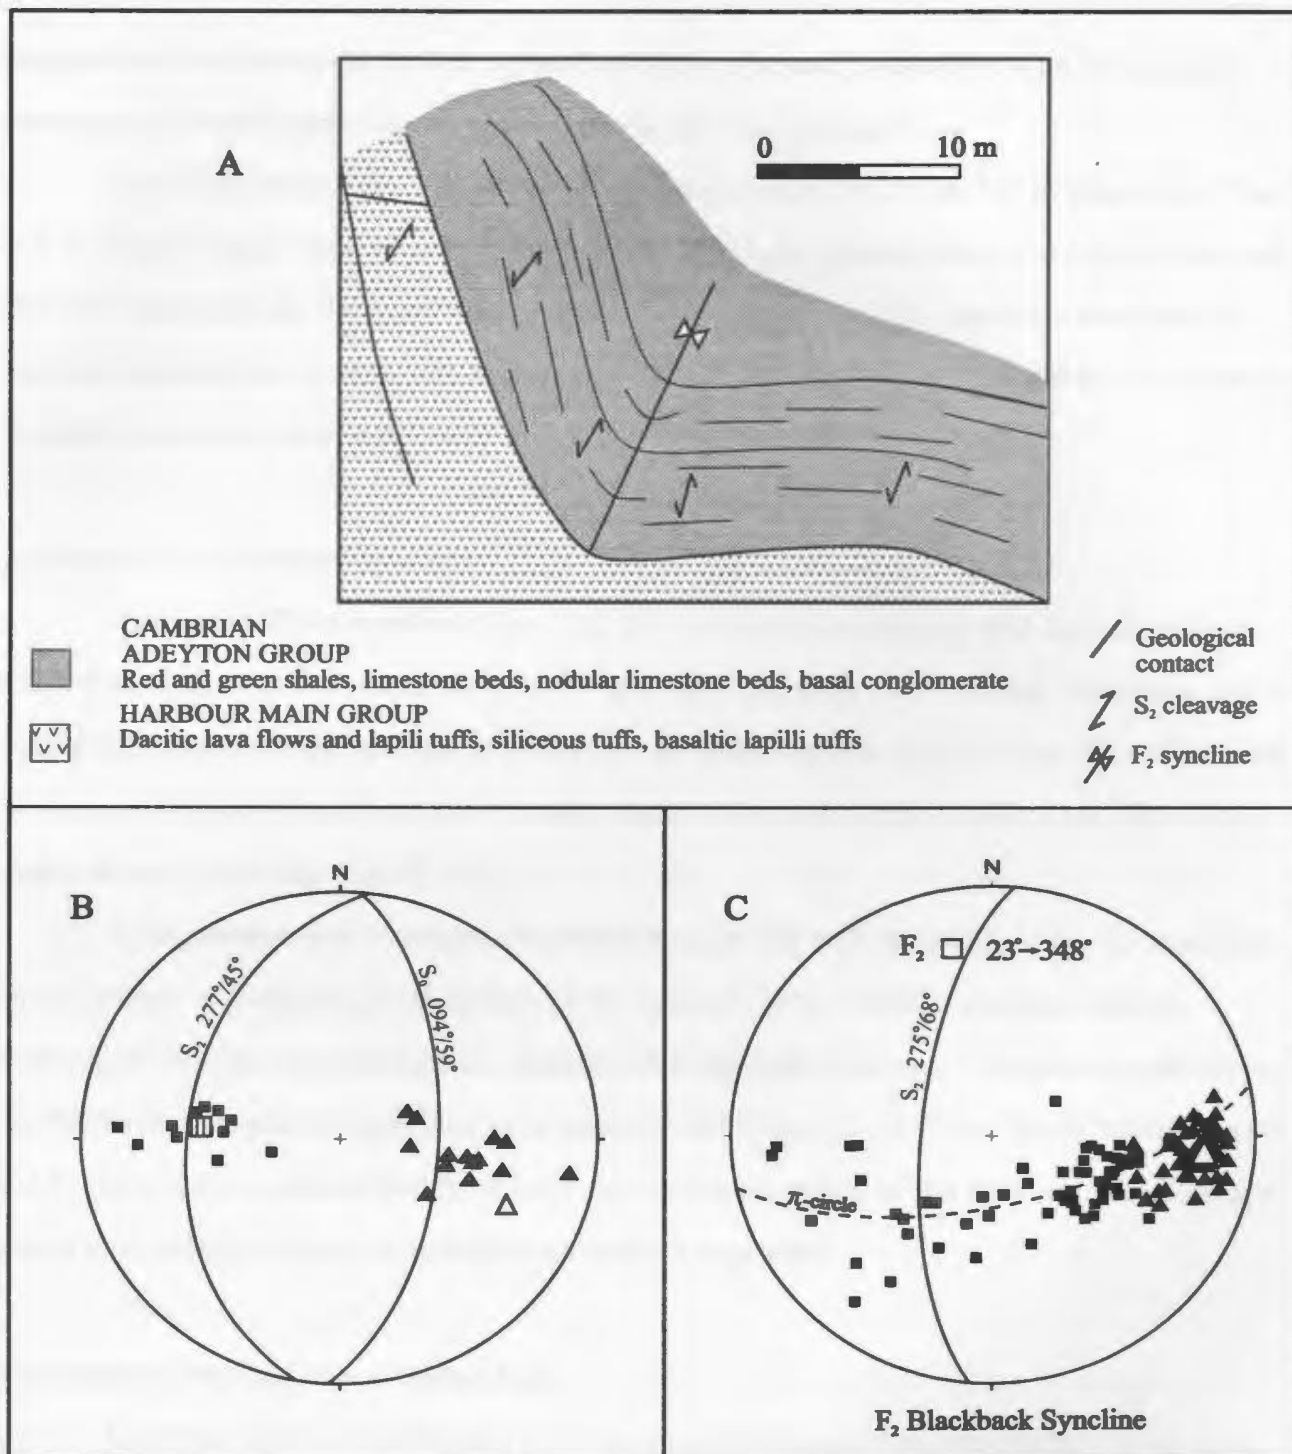 A
0 10 m
CAMBRIAN
ADEYTON GROUP
Red and green shales, limestone beds, nodular limestone beds, basal conglomerate
HARBOUR MAIN GROUP
Dacitic lava flows and lapili tuffs, siliceous tuffs, basaltic lapilli tuffs
Geological
contact
S₂ cleavage
F₂ syncline
B
N
S₂ 277°/45°
S₀ 094°/59°
C
N
F₂ 23°→348°
S₂ 275°/68°
π-circle
F₂ Blackback Syncline